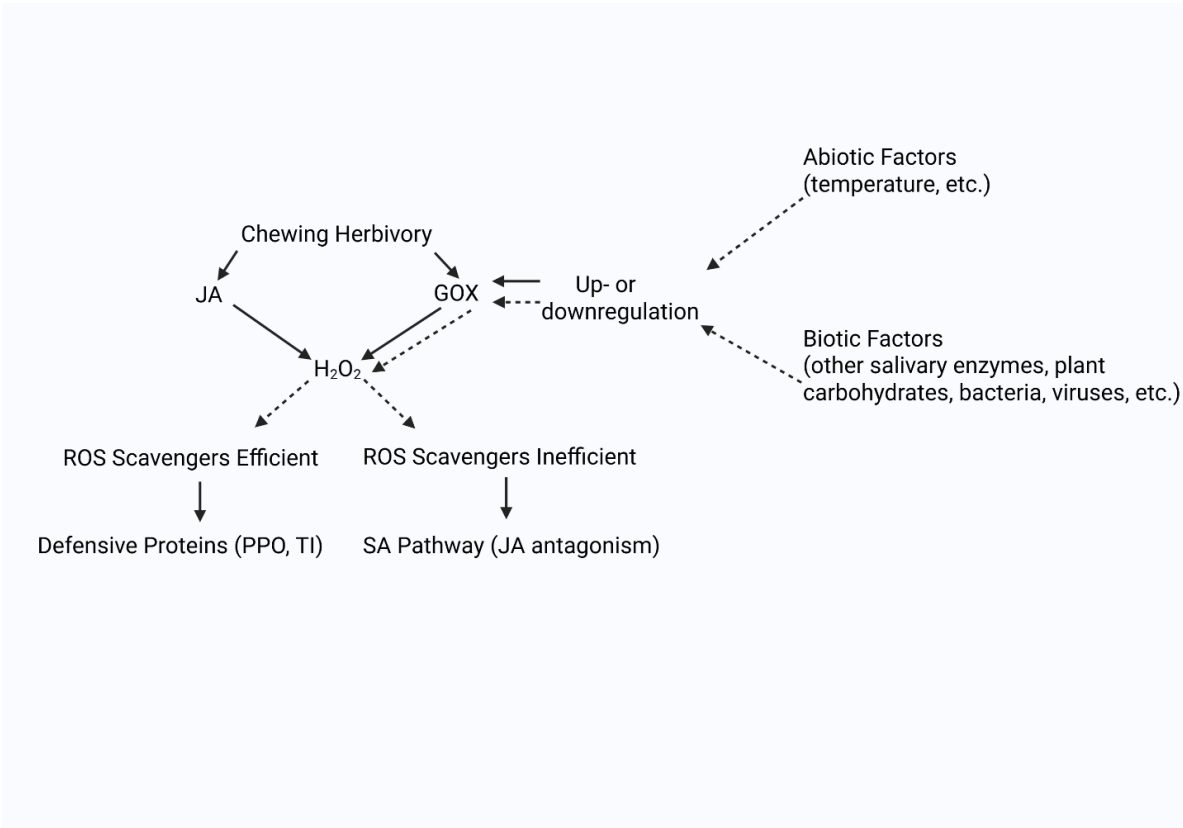 Abiotic Factors
(temperature, etc.)
Chewing Herbivory
JA
GOX
Up- or
downregulation
Biotic Factors
(other salivary enzymes, plant
carbohydrates, bacteria, viruses, etc.)
H₂O₂
ROS Scavengers Efficient
ROS Scavengers Inefficient
Defensive Proteins (PPO, TI)
SA Pathway (JA antagonism)